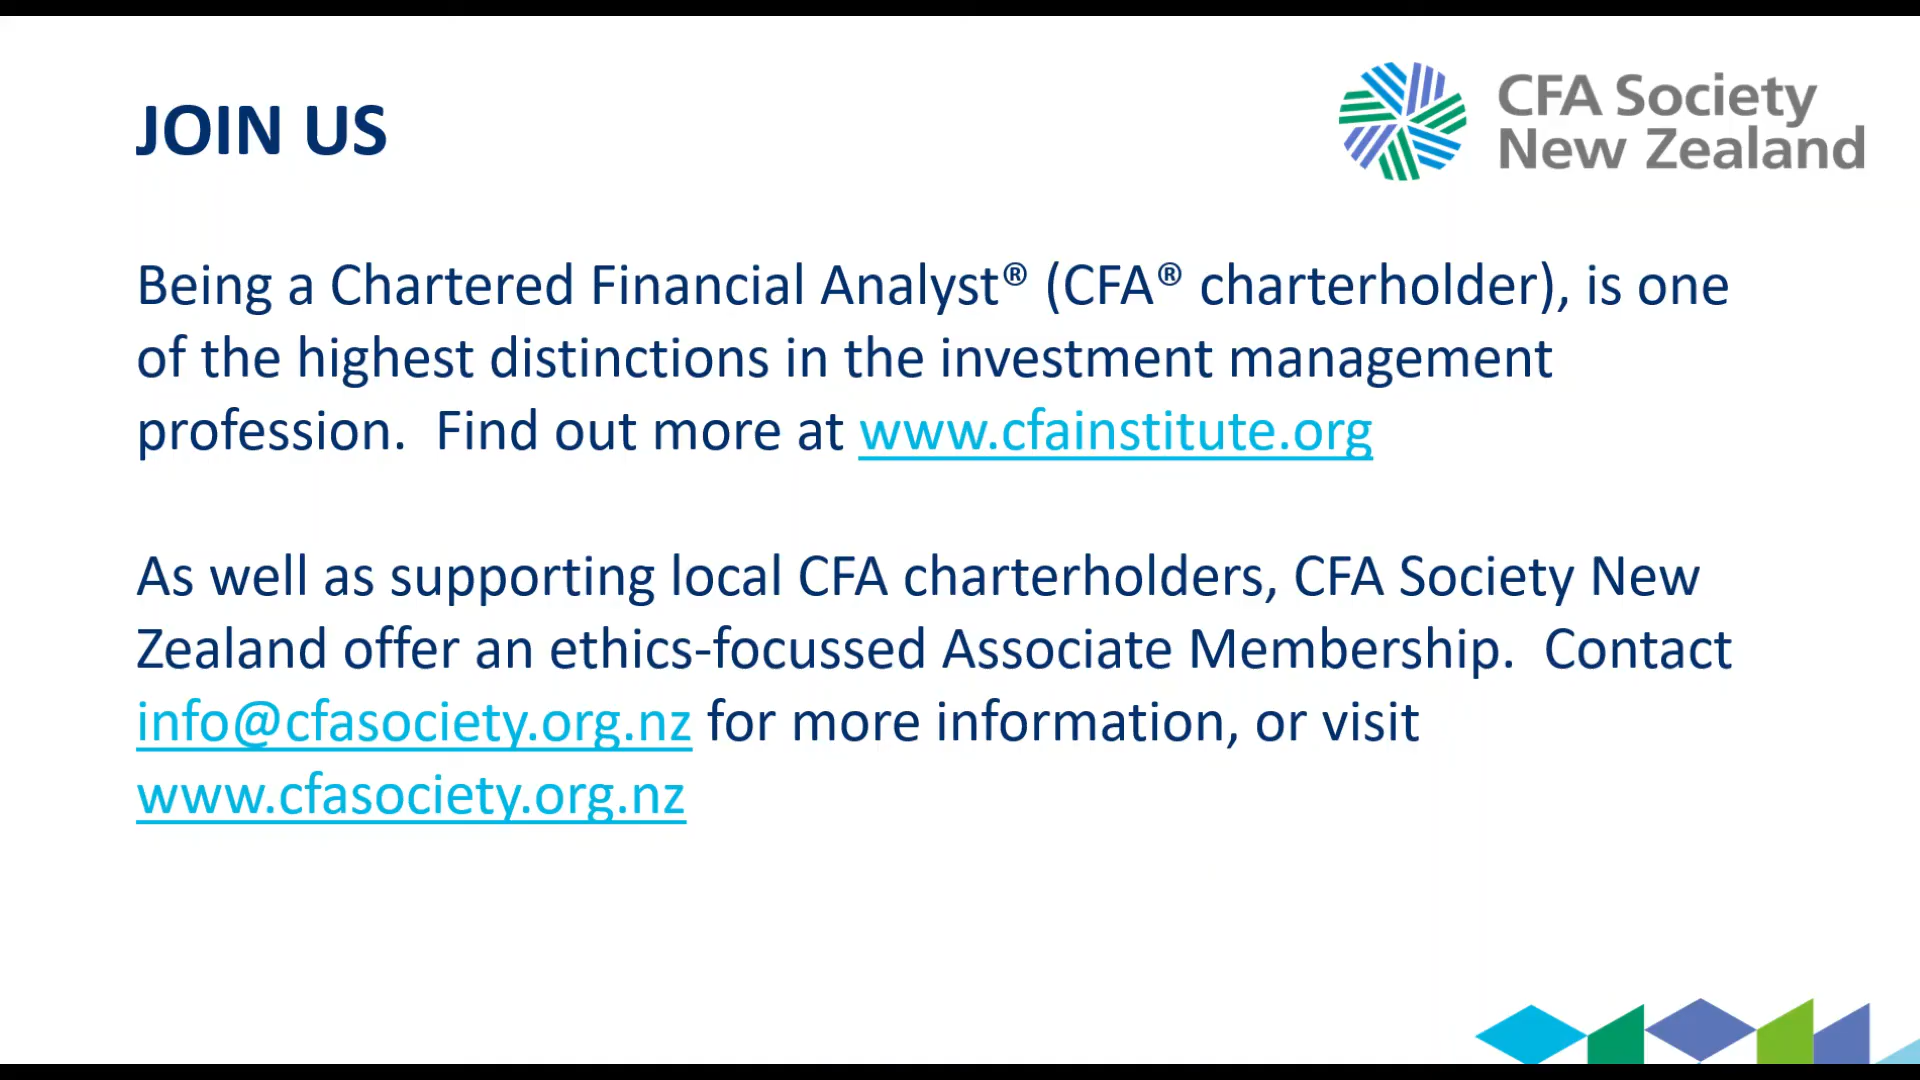 JOIN US
CFA Society
New Zealand
Being a Chartered Financial Analyst® (CFA® charterholder), is one
of the highest distinctions in the investment management
profession.  Find out more at www.cfainstitute.org
As well as supporting local CFA charterholders, CFA Society New
Zealand offer an ethics-focussed Associate Membership.  Contact
info@cfasociety.org.nz for more information, or visit
www.cfasociety.org.nz